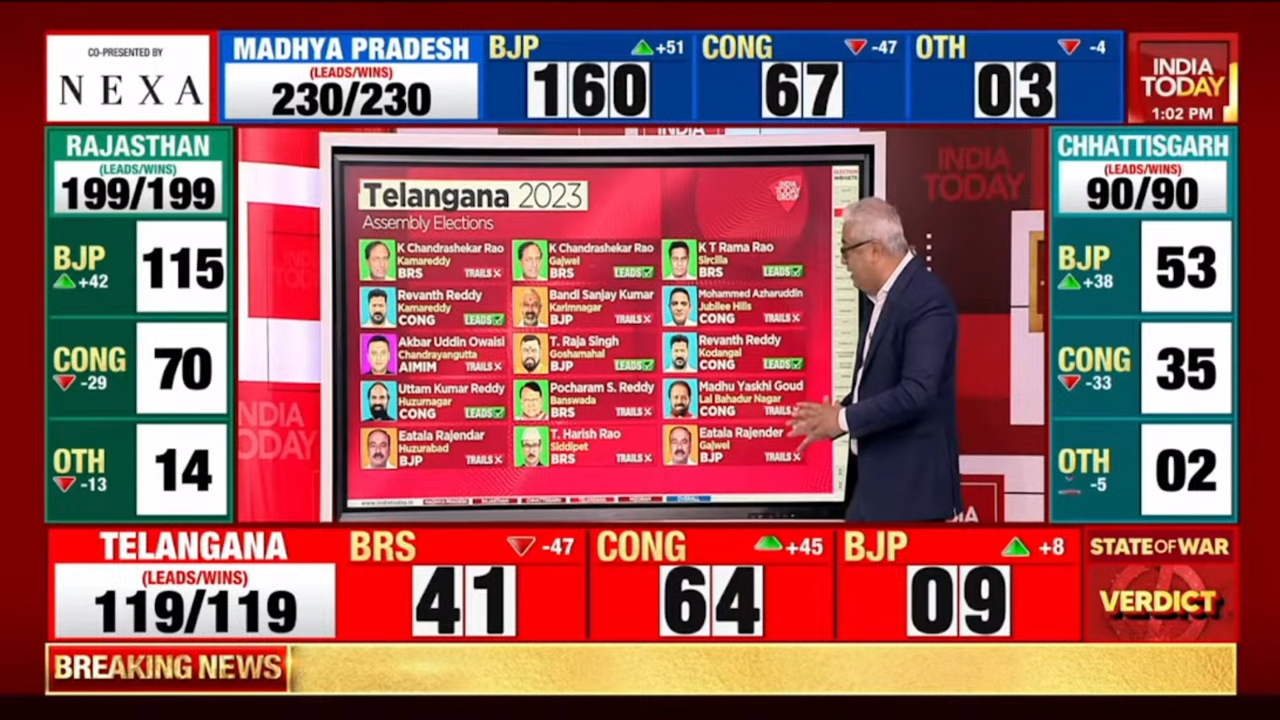 CO-PRESENTED BY
NEXA
MADHYA PRADESH
(LEADS/WINS)
230/230
BJP +51
160
CONG -47
67
OTH -4
03
INDIA
TODAY
1:02 PM
RAJASTHAN
(LEADS/WINS)
199/199
BJP
+42
115
CONG
-29
70
OTH
-13
14
INDIA
TODAY
Telangana 2023
Assembly Elections
INDIA
TODAY
GROUP
K Chandrashekar Rao
Kamareddy
BRS TRAILS
K Chandrashekar Rao
Gajwel
BRS LEADS
K T Rama Rao
Sircilla
BRS LEADS
Revanth Reddy
Kamareddy
CONG LEADS
Bandi Sanjay Kumar
Karimnagar
BJP TRAILS
Mohammed Azharuddin
Jubilee Hills
CONG TRAILS
Akbar Uddin Owaisi
Chandrayangutta
AIMIM TRAILS
T. Raja Singh
Goshamahal
BJP LEADS
Revanth Reddy
Kodangal
CONG LEADS
Uttam Kumar Reddy
Huzurnagar
CONG LEADS
Pocharam S. Reddy
Banswada
BRS TRAILS
Madhu Yaskhi Goud
Lal Bahadur Nagar
CONG TRAILS
Eatala Rajendar
Huzurabad
BJP TRAILS
T. Harish Rao
Siddipet
BRS TRAILS
Eatala Rajender
Gajwel
BJP TRAILS
INDIA
TODAY
CHHATTISGARH
(LEADS/WINS)
90/90
BJP
+38
53
CONG
-33
35
OTH
-5
02
TELANGANA
(LEADS/WINS)
119/119
BRS -47
41
CONG +45
64
BJP +8
09
STATE OF WAR
VERDICT
BREAKING NEWS